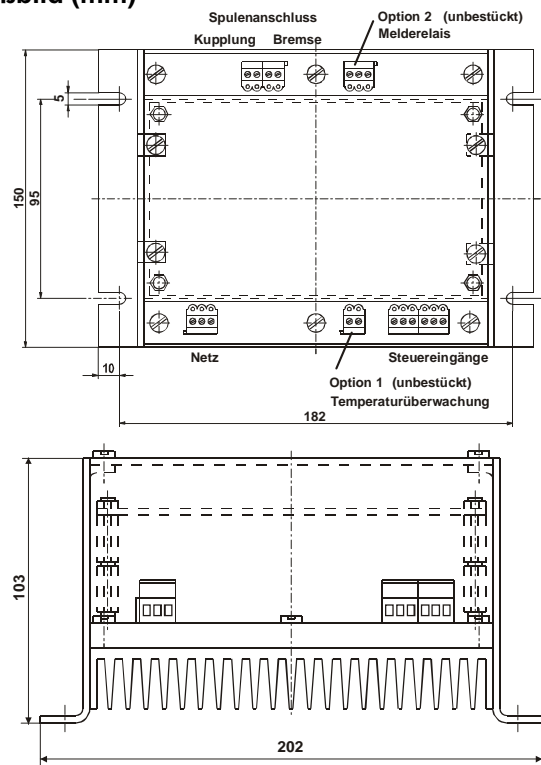 ßbild (mm)
Spulenanschluss
Kupplung Bremse
Option 2 (unbestückt)
Melderelais
5
150
95
10
Netz
Steuereingänge
Option 1 (unbestückt)
Temperaturüberwachung
182
103
202